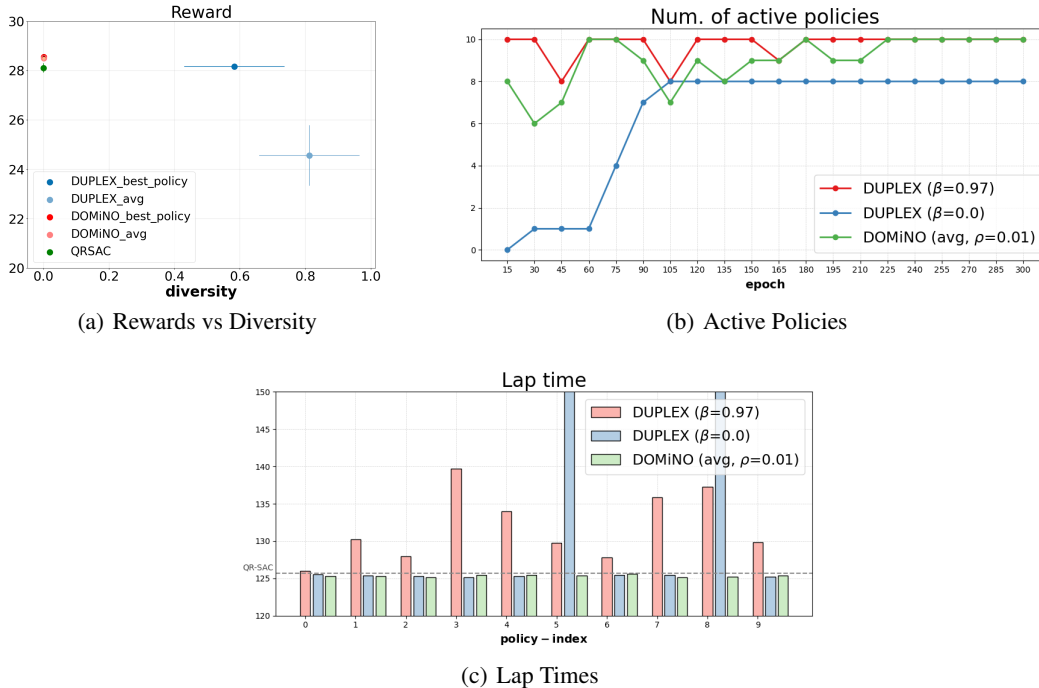 Reward
30
28
26
24
22
20
DUPLEX_best_policy
DUPLEX_avg
DOMiNO_best_policy
DOMiNO_avg
QRSAC
0.0 0.2 0.4 0.6 0.8 1.0
diversity
(a) Rewards vs Diversity
Num. of active policies
10
8
6
4
2
0
DUPLEX (β=0.97)
DUPLEX (β=0.0)
DOMiNO (avg, ρ=0.01)
15 30 45 60 75 90 105 120 135 150 165 180 195 210 225 240 255 270 285 300
epoch
(b) Active Policies
Lap time
150
145
140
135
130
QR-SAC
125
120
DUPLEX (β=0.97)
DUPLEX (β=0.0)
DOMiNO (avg, ρ=0.01)
0 1 2 3 4 5 6 7 8 9
policy − index
(c) Lap Times